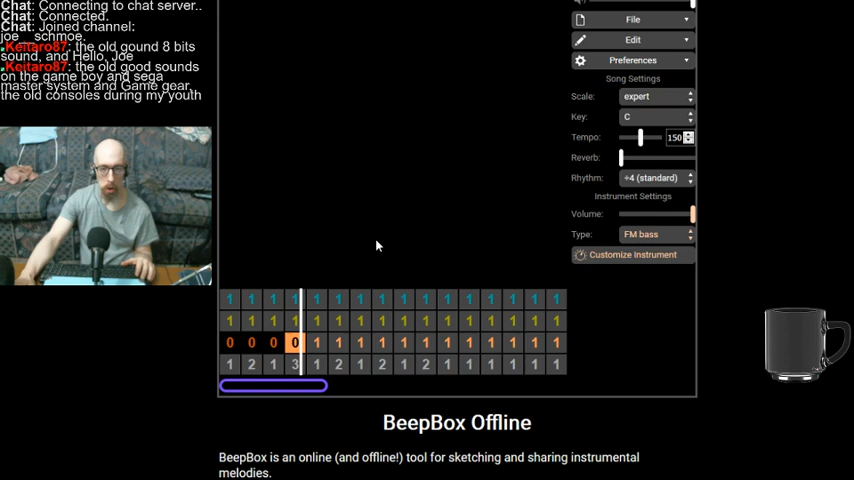 Chat: Connecting to chat server..
Chat: Connected.
Chat: Joined channel:
joe__schmoe.
Keitaro87: the old gound 8 bits
sound, and Hello, Joe
Keitaro87: the old good sounds
on the game boy and sega
master system and Game gear,
the old consoles during my youth
File
Edit
Preferences
Song Settings
Scale: expert
Key: C
Tempo: 150
Reverb:
Rhythm: ÷4 (standard)
Instrument Settings
Volume:
Type: FM bass
Customize Instrument
1 1 1 1 1 1 1 1 1 1 1 1 1 1 1 1
1 1 1 1 1 1 1 1 1 1 1 1 1 1 1 1
0 0 0 0 1 1 1 1 1 1 1 1 1 1 1 1
1 2 1 3 1 2 1 2 1 2 1 1 1 1 1 1
BeepBox Offline
BeepBox is an online (and offline!) tool for sketching and sharing instrumental
melodies.